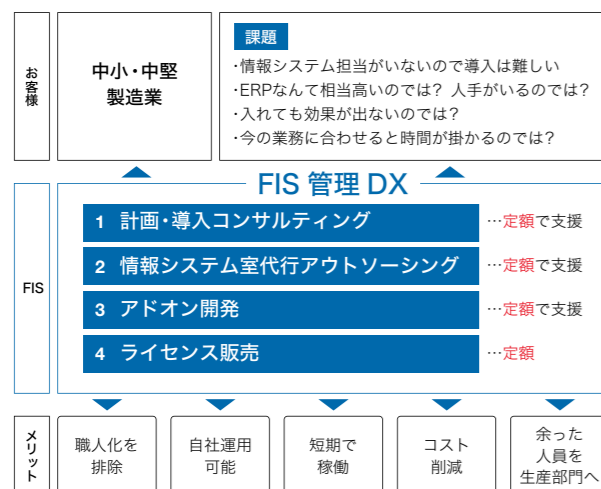 お客様
中小・中堅
製造業
課題
・情報システム担当がいないので導入は難しい
・ERPなんて相当高いのでは? 人手がいるのでは?
・入れても効果が出ないのでは?
・今の業務に合わせると時間が掛かるのでは?
FIS
FIS 管理 DX
1 計画・導入コンサルティング …定額で支援
2 情報システム室代行アウトソーシング …定額で支援
3 アドオン開発 …定額で支援
4 ライセンス販売 …定額
メリット
職人化を
排除
自社運用
可能
短期で
稼働
コスト
削減
余った
人員を
生産部門へ